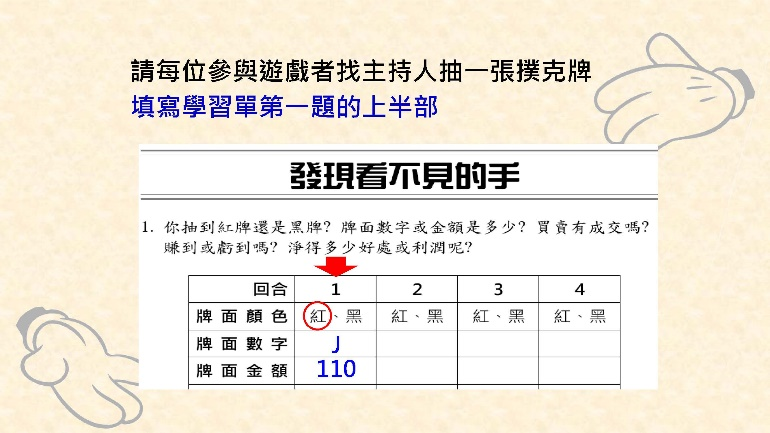 請每位參與遊戲者找主持人抽一張撲克牌
填寫學習單第一題的上半部
發現看不見的手
1. 你抽到紅牌還是黑牌？牌面數字或金額是多少？買賣有成交嗎？
賺到或虧到嗎？淨得多少好處或利潤呢？
回合 1 2 3 4
牌面顏色 紅、黑 紅、黑 紅、黑 紅、黑
牌面數字 J
牌面金額 110